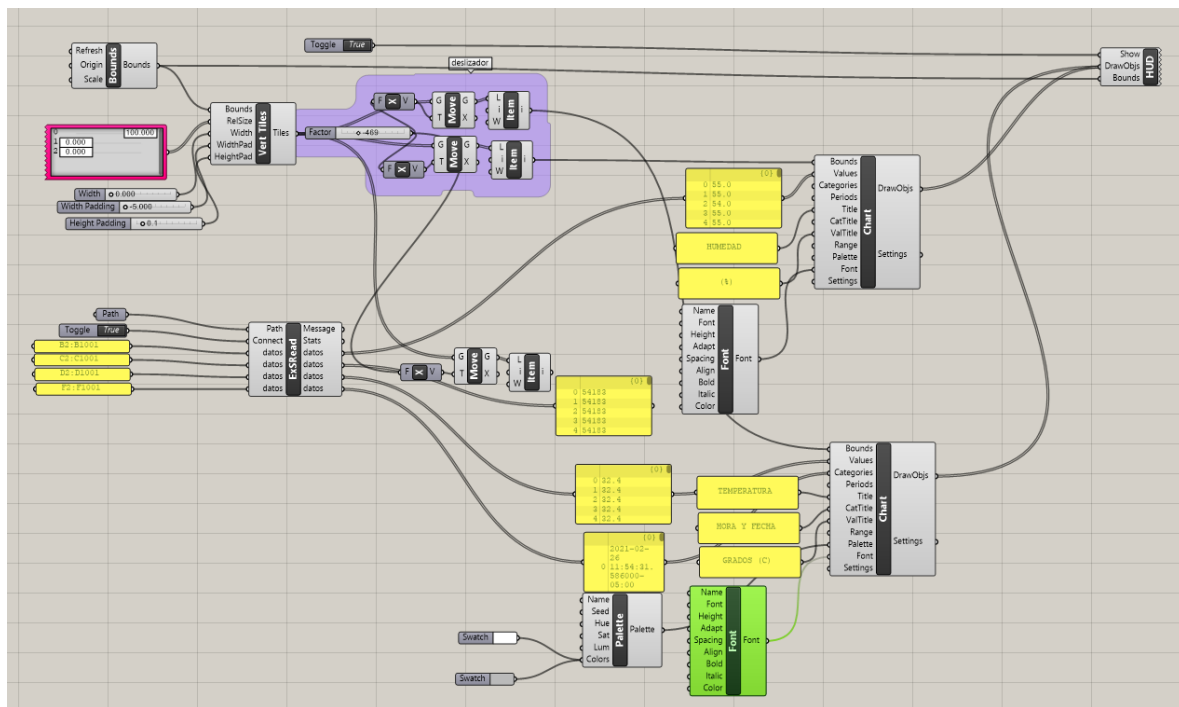 Toggle True
Refresh
Origin
Scale
Bounds
Bounds
Show
DrawObjs
Bounds
HUD
deslizador
Bounds
RelSize
Width
WidthPad
HeightPad
Vert Tiles
Tiles
0 100.000
1 0.000
2 0.000
Width 0.000
Width Padding -5.000
Height Padding 0.1
F X V
G
T
Move
G
X
L
i
W
Item
i
Factor -469
F X V
G
T
Move
G
X
L
i
W
Item
i
{0}
0 55.0
1 55.0
2 54.0
3 55.0
4 55.0
HUMEDAD
(%)
Bounds
Values
Categories
Periods
Title
CatTitle
ValTitle
Range
Palette
Font
Settings
Chart
DrawObjs
Settings
Name
Font
Height
Adapt
Spacing
Align
Bold
Italic
Color
Font
Font
Path
Toggle True
B2:B1001
C2:C1001
D2:D1001
F2:F1001
Path
Connect
datos
datos
datos
datos
ExSRead
Message
Stats
datos
datos
datos
datos
F X V
G
T
Move
G
X
L
i
W
Item
i
{0}
0 54183
1 54183
2 54183
3 54183
4 54183
{0}
0 32.4
1 32.4
2 32.4
3 32.4
4 32.4
TEMPERATURA
HORA Y FECHA
GRADOS (C)
{0}
2021-02-
26
0 11:54:31.
586000-
05:00
Bounds
Values
Categories
Periods
Title
CatTitle
ValTitle
Range
Palette
Font
Settings
Chart
DrawObjs
Settings
Swatch
Swatch
Name
Seed
Hue
Sat
Lum
Colors
Palette
Palette
Name
Font
Height
Adapt
Spacing
Align
Bold
Italic
Color
Font
Font